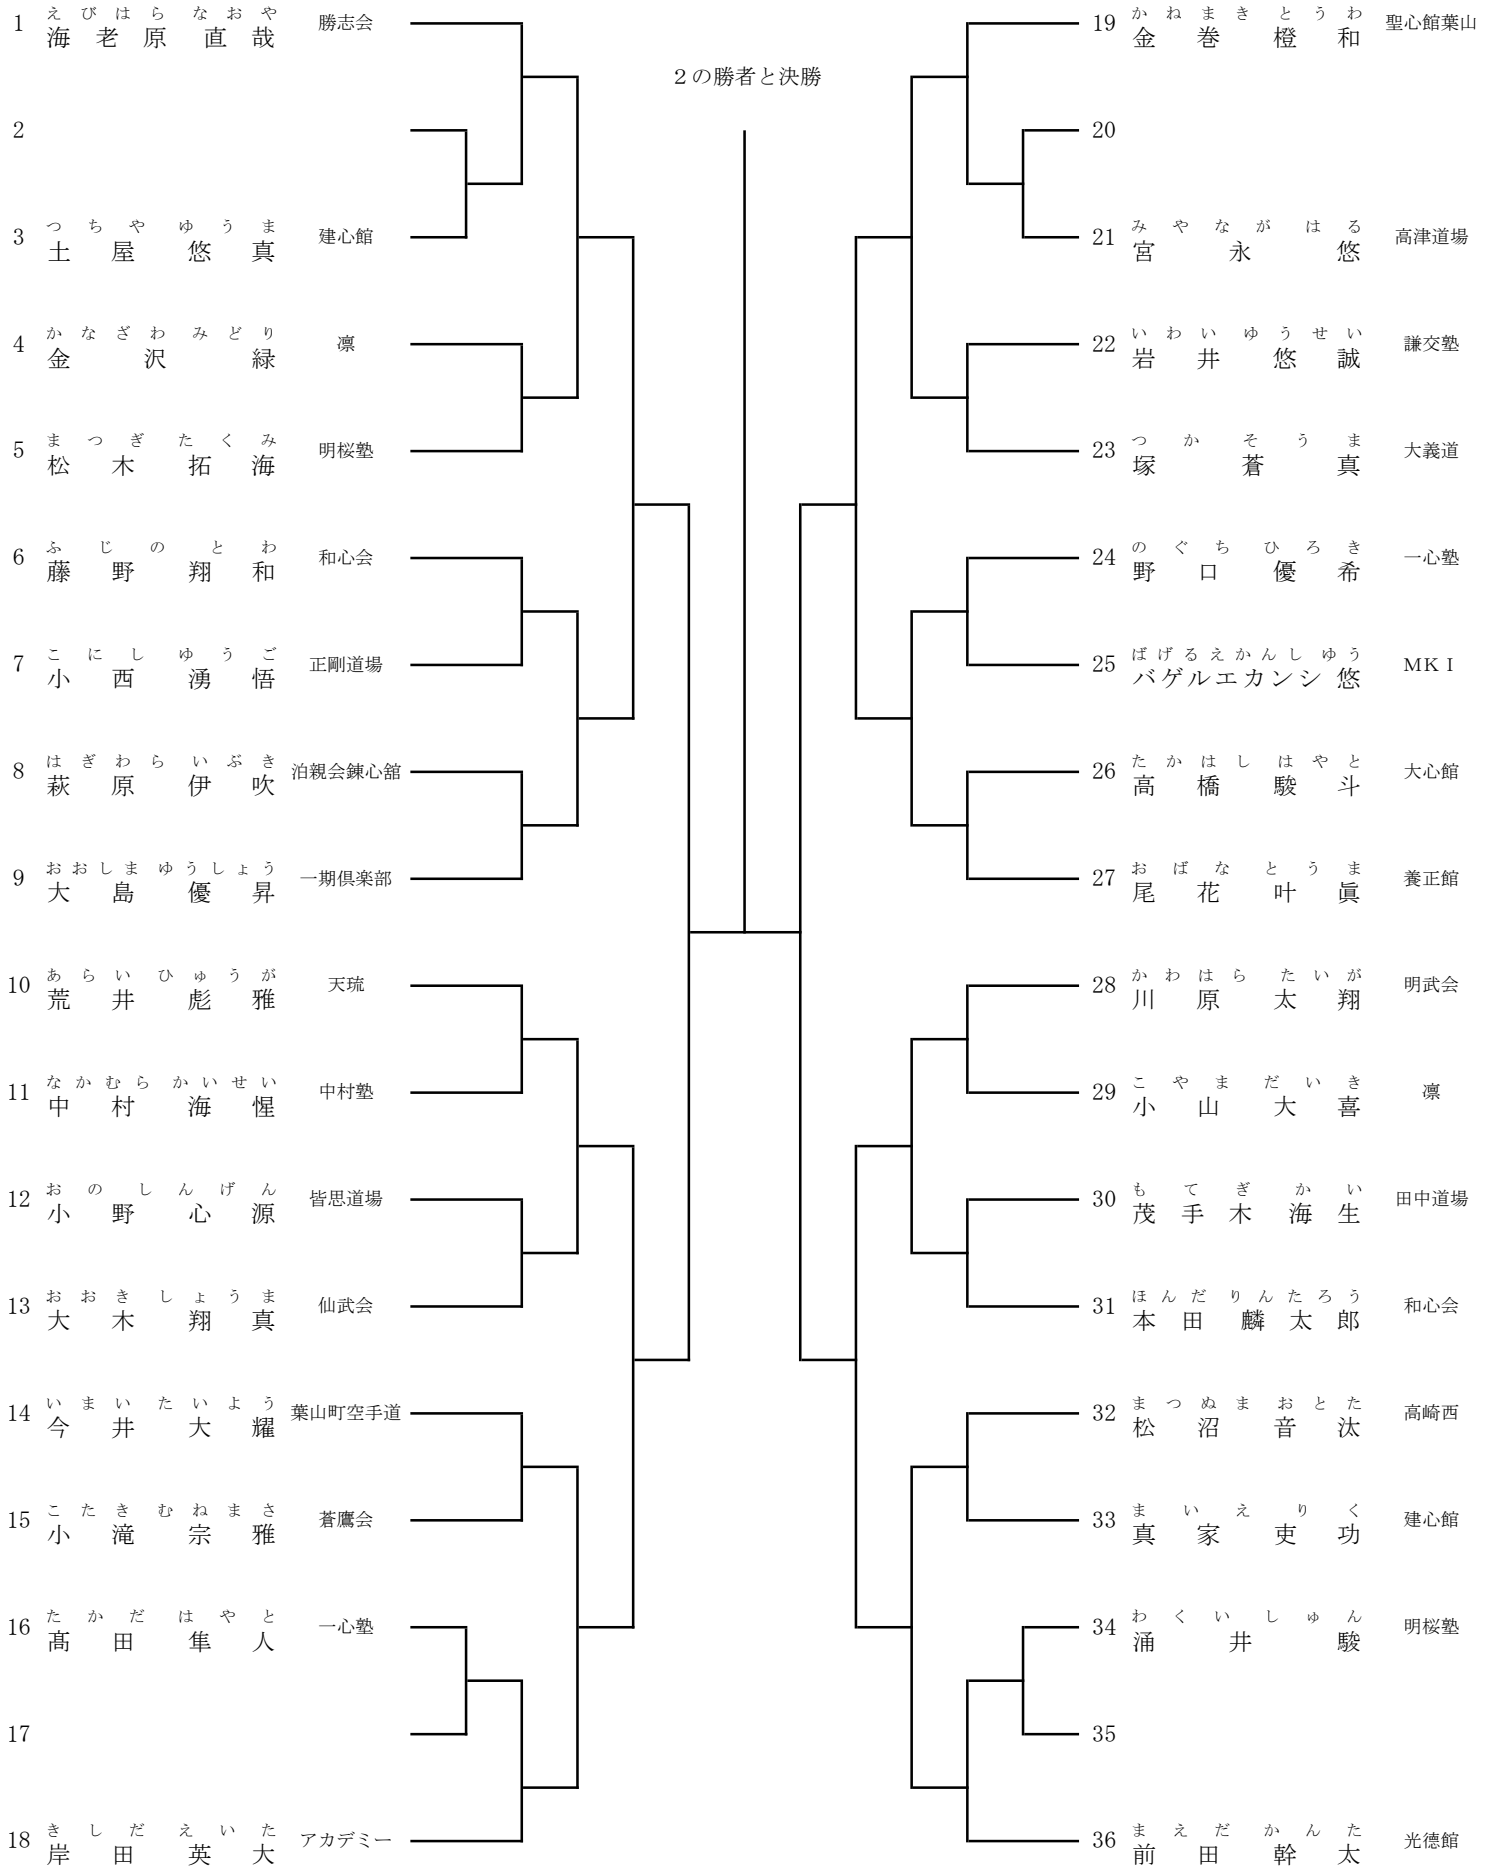 ２の勝者と決勝
えびはら なおや
1 海老原 直哉 勝志会
2
つちや ゆうま
3 土屋 悠真 建心館
かなざわ みどり
4 金沢 緑 凛
まつぎ たくみ
5 松木 拓海 明桜塾
ふじの とわ
6 藤野 翔和 和心会
こにし ゆうご
7 小西 湧悟 正剛道場
はぎわら いぶき
8 萩原 伊吹 泊親会錬心舘
おおしま ゆうしょう
9 大島 優昇 一期倶楽部
あらい ひゅうが
10 荒井 彪雅 天琉
なかむら かいせい
11 中村 海惺 中村塾
おの しんげん
12 小野 心源 皆思道場
おおき しょうま
13 大木 翔真 仙武会
いまい たいよう
14 今井 大耀 葉山町空手道
こたき むねまさ
15 小滝 宗雅 蒼鷹会
たかだ はやと
16 髙田 隼人 一心塾
17
きしだ えいた
18 岸田 英大 アカデミー
かねまき とうわ
19 金巻 橙和 聖心館葉山
20
みやなが はる
21 宮永 悠 高津道場
いわい ゆうせい
22 岩井 悠誠 謙交塾
つか そうま
23 塚 蒼真 大義道
のぐち ひろき
24 野口 優希 一心塾
ばげるえかんし ゆう
25 バゲルエカンシ 悠 MKＩ
たかはし はやと
26 高橋 駿斗 大心館
おばな とうま
27 尾花 叶眞 養正館
かわはら たいが
28 川原 太翔 明武会
こやま だいき
29 小山 大喜 凛
もてぎ かい
30 茂手木 海生 田中道場
ほんだ りんたろう
31 本田 麟太郎 和心会
まつぬま おとた
32 松沼 音汰 高崎西
まいえ りく
33 真家 吏功 建心館
わくい しゅん
34 涌井 駿 明桜塾
35
まえだ かんた
36 前田 幹太 光德館